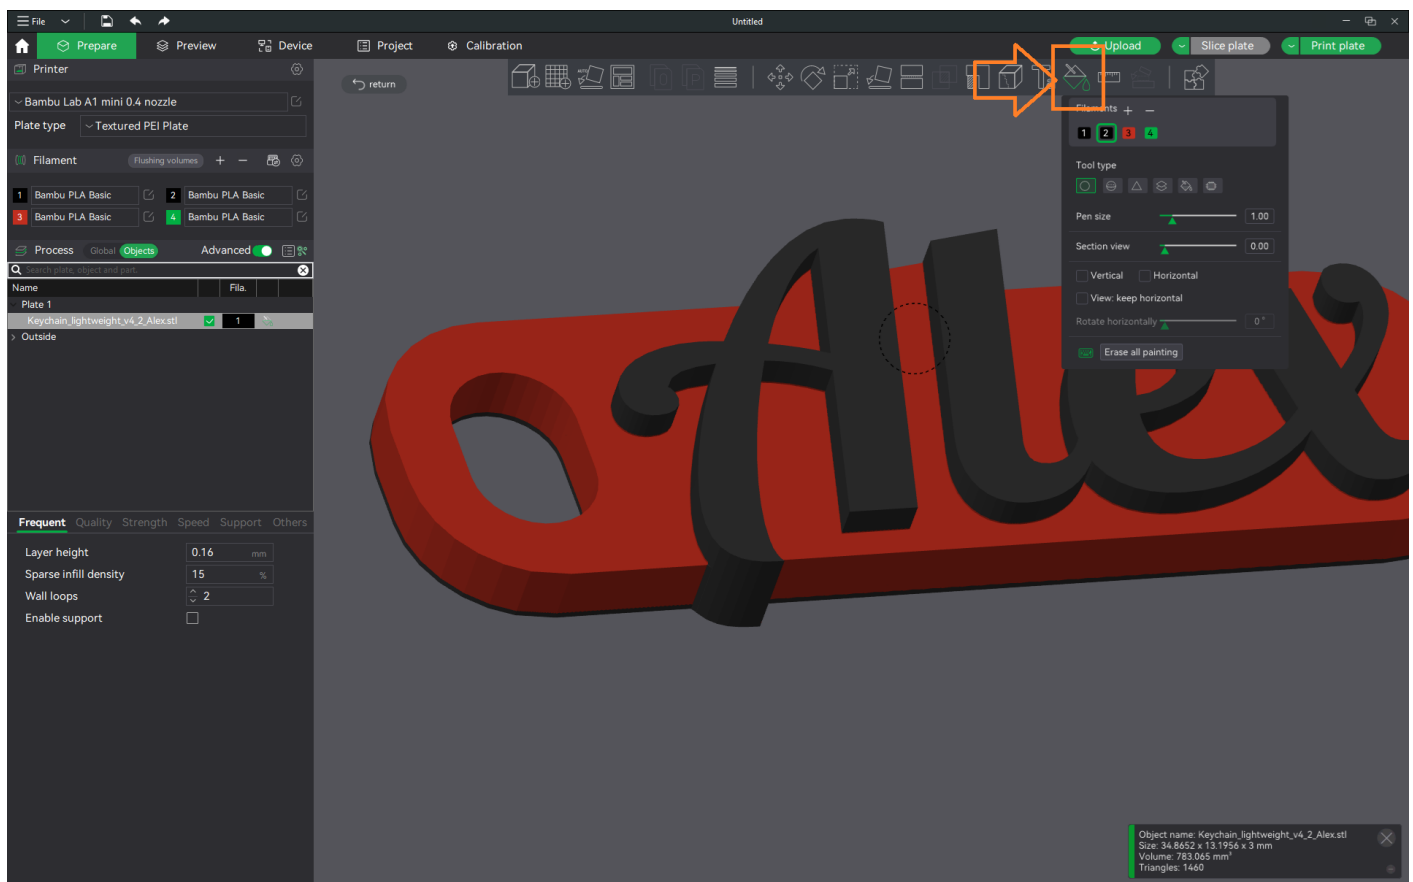 File
Untitled
Prepare
Preview
Device
Project
Calibration
Upload
Slice plate
Print plate
Printer
return
Bambu Lab A1 mini 0.4 nozzle
Plate type
Textured PEI Plate
Filament
Flushing volumes
+ −
1 Bambu PLA Basic
2 Bambu PLA Basic
3 Bambu PLA Basic
4 Bambu PLA Basic
Process
Global
Objects
Advanced
Search plate, object and part.
Name
Fila.
Plate 1
Keychain_lightweight_v4_2_Alex.stl
1
Outside
Frequent
Quality
Strength
Speed
Support
Others
Layer height
0.16 mm
Sparse infill density
15 %
Wall loops
2
Enable support
Filaments + −
1 2 3 4
Tool type
Pen size
1.00
Section view
0.00
Vertical
Horizontal
View: keep horizontal
Rotate horizontally
0 °
Erase all painting
Alex
Object name: Keychain_lightweight_v4_2_Alex.stl
Size: 34.8652 x 13.1956 x 3 mm
Volume: 783.065 mm³
Triangles: 1460